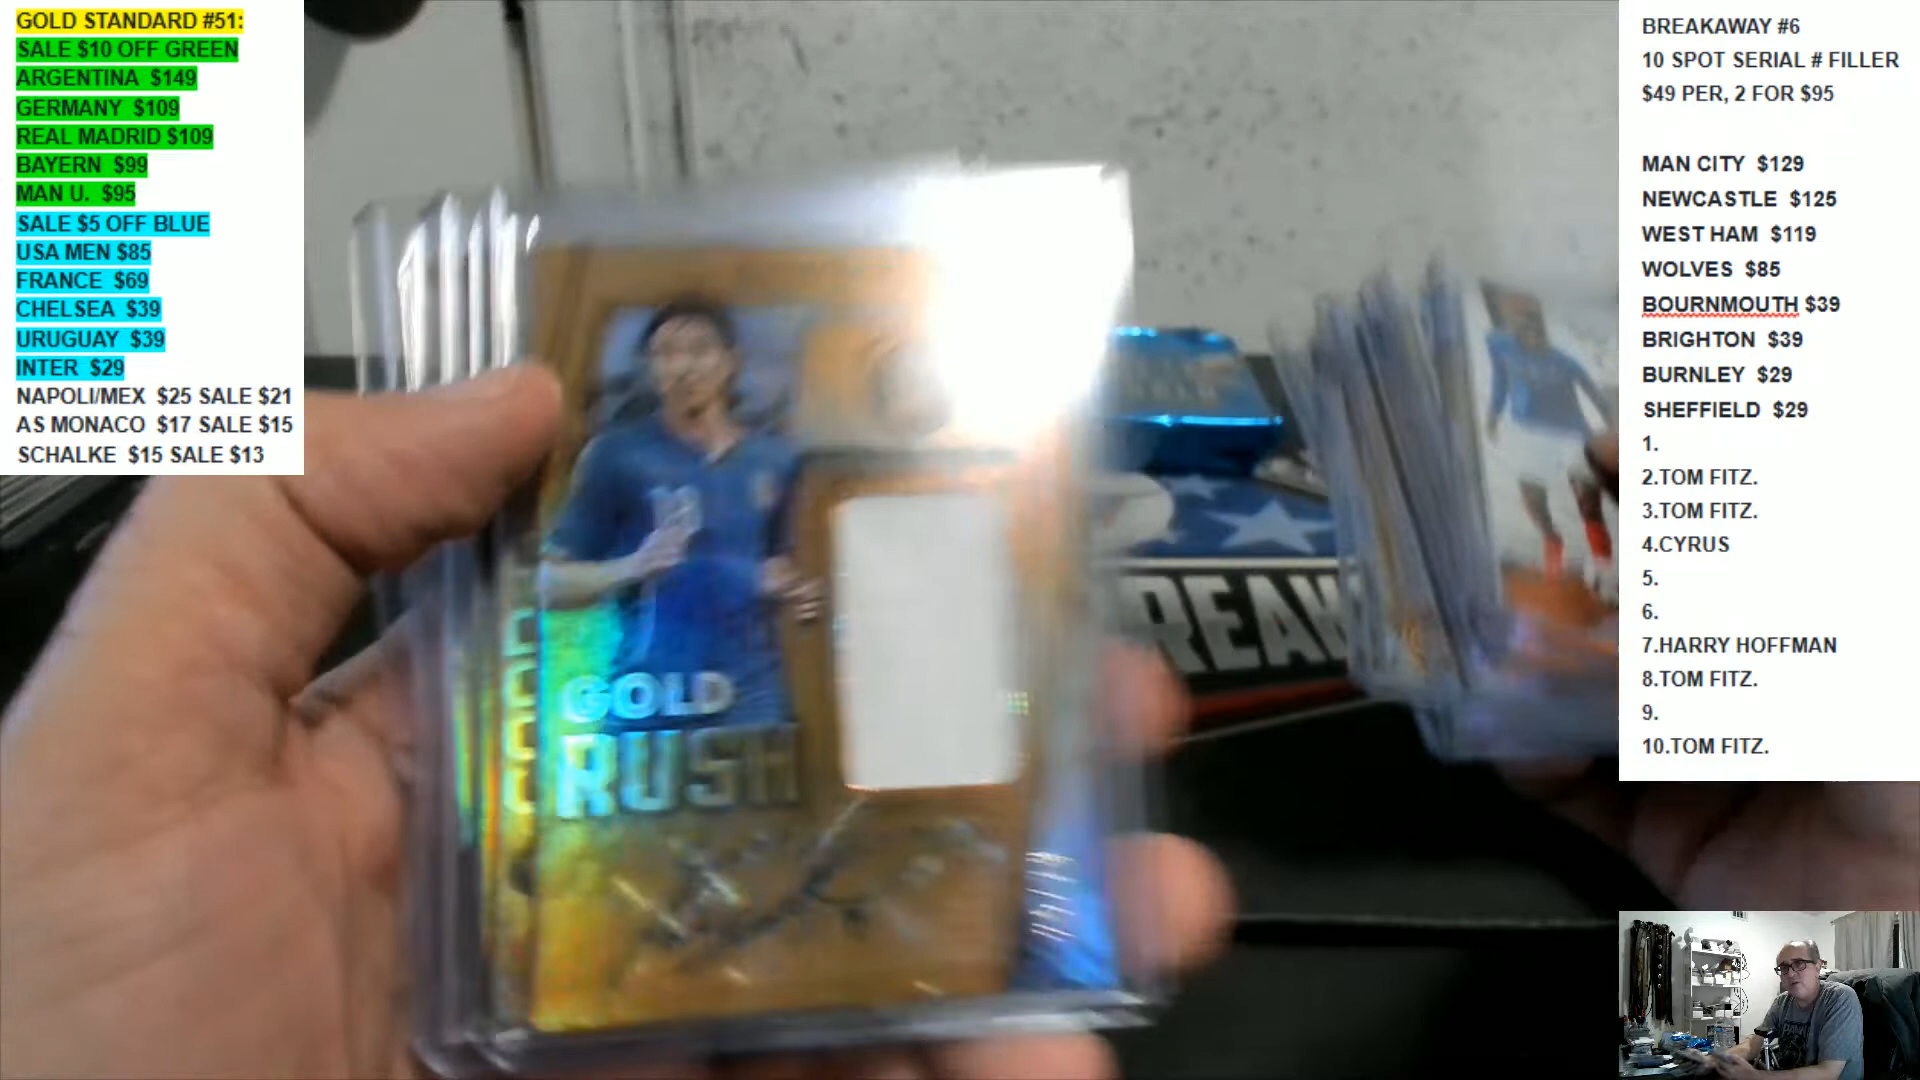 GOLD STANDARD #51:
SALE $10 OFF GREEN
ARGENTINA $149
GERMANY $109
REAL MADRID $109
BAYERN $99
MAN U. $95
SALE $5 OFF BLUE
USA MEN $85
FRANCE $69
CHELSEA $39
URUGUAY $39
INTER $29
NAPOLI/MEX $25 SALE $21
AS MONACO $17 SALE $15
SCHALKE $15 SALE $13
GOLD
RUSH
REAK
BREAKAWAY #6
10 SPOT SERIAL # FILLER
$49 PER, 2 FOR $95
MAN CITY $129
NEWCASTLE $125
WEST HAM $119
WOLVES $85
BOURNMOUTH $39
BRIGHTON $39
BURNLEY $29
SHEFFIELD $29
1.
2.TOM FITZ.
3.TOM FITZ.
4.CYRUS
5.
6.
7.HARRY HOFFMAN
8.TOM FITZ.
9.
10.TOM FITZ.